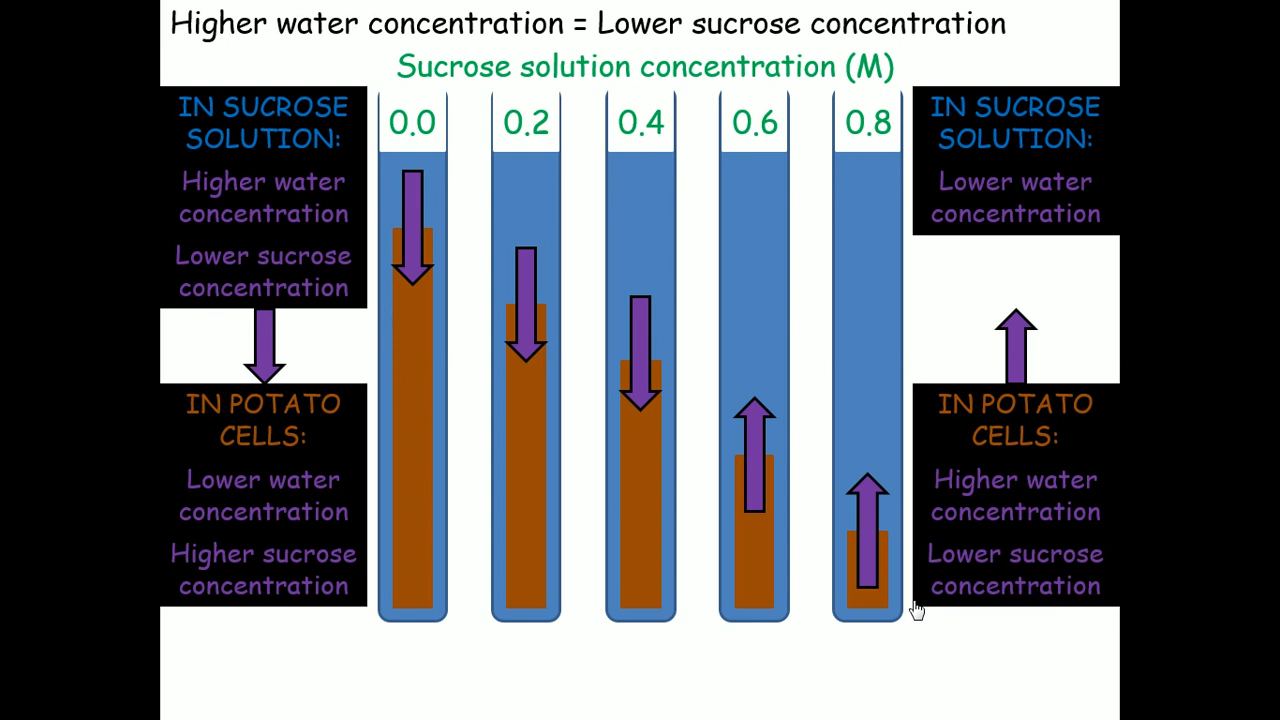 Higher water concentration = Lower sucrose concentration
Sucrose solution concentration (M)
IN SUCROSE
SOLUTION:
Higher water
concentration
Lower sucrose
concentration
IN POTATO
CELLS:
Lower water
concentration
Higher sucrose
concentration
0.0
0.2
0.4
0.6
0.8
IN SUCROSE
SOLUTION:
Lower water
concentration
IN POTATO
CELLS:
Higher water
concentration
Lower sucrose
concentration